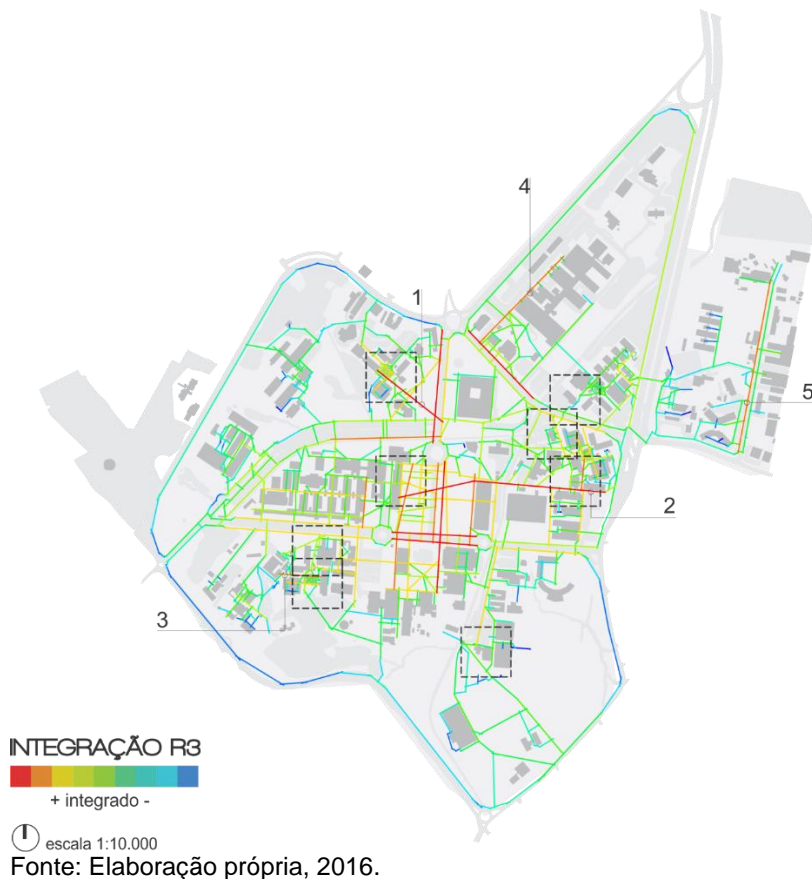 4
1
5
2
3
INTEGRAÇÃO R3
+ integrado -
escala 1:10.000
Fonte: Elaboração própria, 2016.